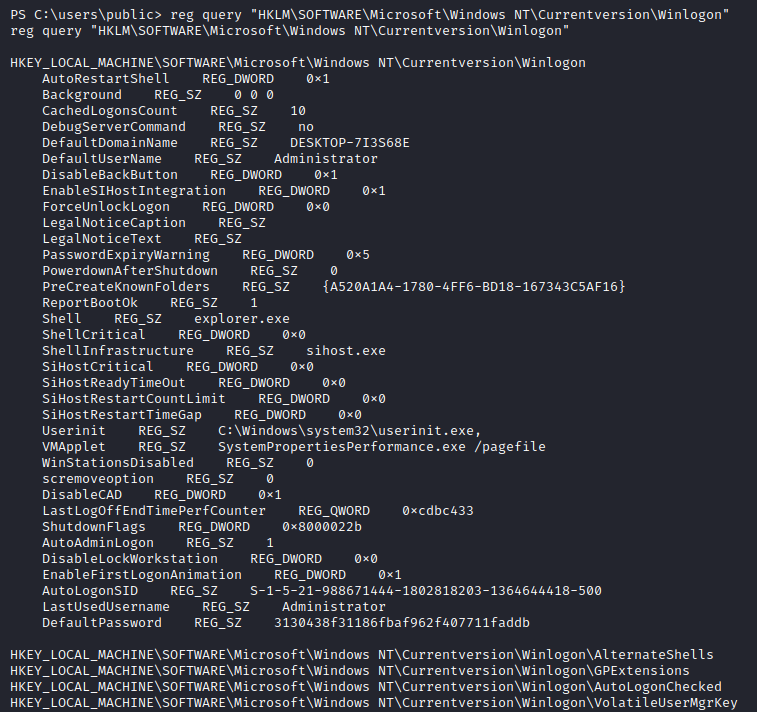 PS C:\users\public> reg query "HKLM\SOFTWARE\Microsoft\Windows NT\Currentversion\Winlogon"
reg query "HKLM\SOFTWARE\Microsoft\Windows NT\Currentversion\Winlogon"
HKEY_LOCAL_MACHINE\SOFTWARE\Microsoft\Windows NT\Currentversion\Winlogon
AutoRestartShell    REG_DWORD    0×1
Background    REG_SZ    0 0 0
CachedLogonsCount    REG_SZ    10
DebugServerCommand    REG_SZ    no
DefaultDomainName    REG_SZ    DESKTOP-7I3S68E
DefaultUserName    REG_SZ    Administrator
DisableBackButton    REG_DWORD    0×1
EnableSIHostIntegration    REG_DWORD    0×1
ForceUnlockLogon    REG_DWORD    0×0
LegalNoticeCaption    REG_SZ
LegalNoticeText    REG_SZ
PasswordExpiryWarning    REG_DWORD    0×5
PowerdownAfterShutdown    REG_SZ    0
PreCreateKnownFolders    REG_SZ    {A520A1A4-1780-4FF6-BD18-167343C5AF16}
ReportBootOk    REG_SZ    1
Shell    REG_SZ    explorer.exe
ShellCritical    REG_DWORD    0×0
ShellInfrastructure    REG_SZ    sihost.exe
SiHostCritical    REG_DWORD    0×0
SiHostReadyTimeOut    REG_DWORD    0×0
SiHostRestartCountLimit    REG_DWORD    0×0
SiHostRestartTimeGap    REG_DWORD    0×0
Userinit    REG_SZ    C:\Windows\system32\userinit.exe,
VMApplet    REG_SZ    SystemPropertiesPerformance.exe /pagefile
WinStationsDisabled    REG_SZ    0
scremoveoption    REG_SZ    0
DisableCAD    REG_DWORD    0×1
LastLogOffEndTimePerfCounter    REG_QWORD    0×cdbc433
ShutdownFlags    REG_DWORD    0×8000022b
AutoAdminLogon    REG_SZ    1
DisableLockWorkstation    REG_DWORD    0×0
EnableFirstLogonAnimation    REG_DWORD    0×1
AutoLogonSID    REG_SZ    S-1-5-21-988671444-1802818203-1364644418-500
LastUsedUsername    REG_SZ    Administrator
DefaultPassword    REG_SZ    3130438f31186fbaf962f407711faddb
HKEY_LOCAL_MACHINE\SOFTWARE\Microsoft\Windows NT\Currentversion\Winlogon\AlternateShells
HKEY_LOCAL_MACHINE\SOFTWARE\Microsoft\Windows NT\Currentversion\Winlogon\GPExtensions
HKEY_LOCAL_MACHINE\SOFTWARE\Microsoft\Windows NT\Currentversion\Winlogon\AutoLogonChecked
HKEY_LOCAL_MACHINE\SOFTWARE\Microsoft\Windows NT\Currentversion\Winlogon\VolatileUserMgrKey